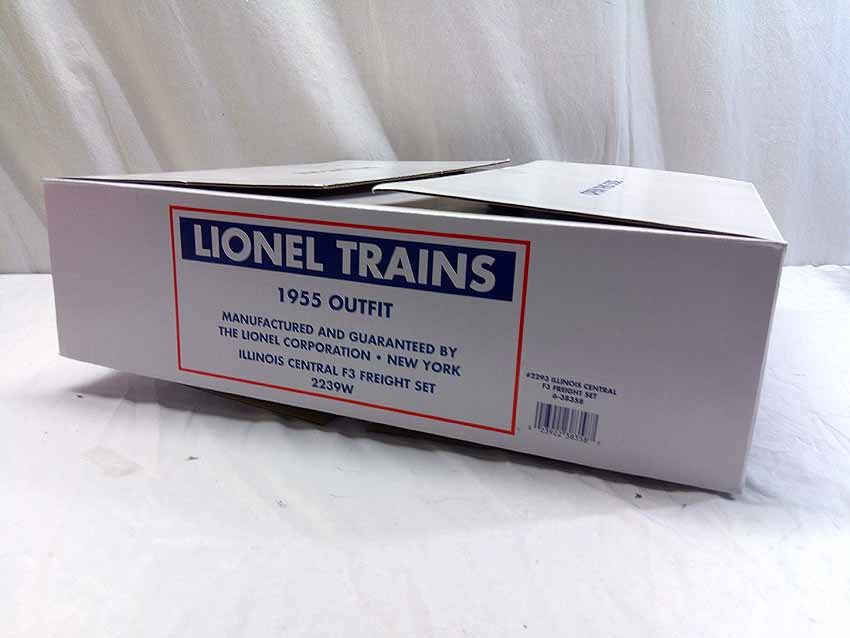 LIONEL TRAINS
1955 OUTFIT
MANUFACTURED AND GUARANTEED BY
THE LIONEL CORPORATION • NEW YORK
ILLINOIS CENTRAL F3 FREIGHT SET
2239W
#2293 ILLINOIS CENTRAL
F3 FREIGHT SET
6-38358